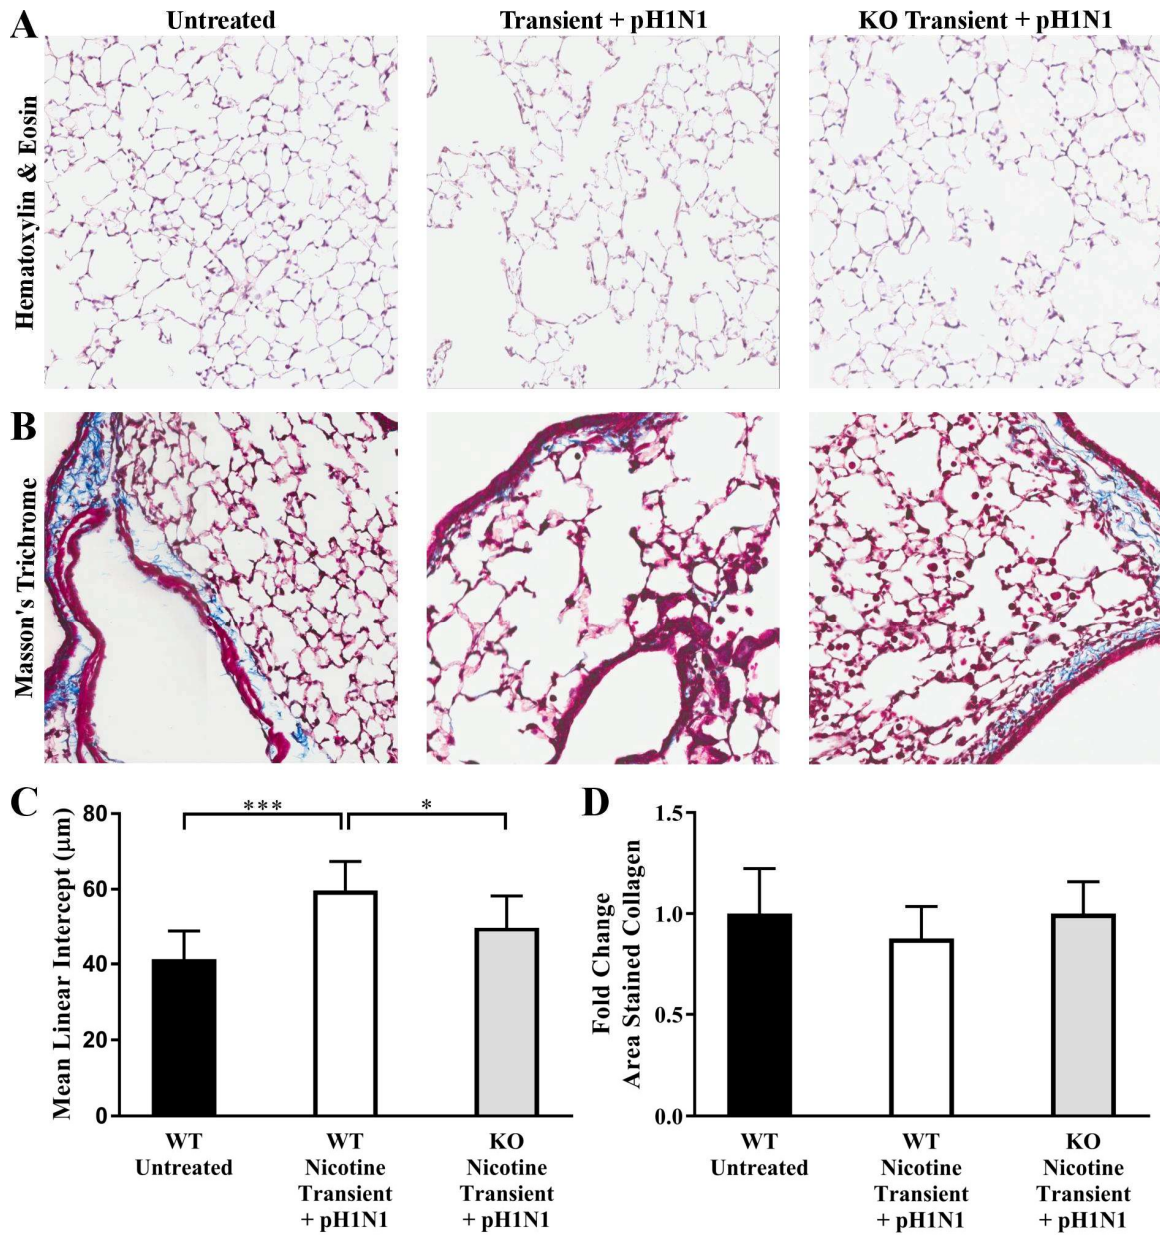 A
Untreated
Transient + pH1N1
KO Transient + pH1N1
Hematoxylin & Eosin
B
Masson's Trichrome
C
Mean Linear Intercept (μm)
80
60
40
20
0
***
*
WT
Untreated
WT
Nicotine
Transient
+ pH1N1
KO
Nicotine
Transient
+ pH1N1
D
Fold Change
Area Stained Collagen
1.5
1.0
0.5
0.0
WT
Untreated
WT
Nicotine
Transient
+ pH1N1
KO
Nicotine
Transient
+ pH1N1